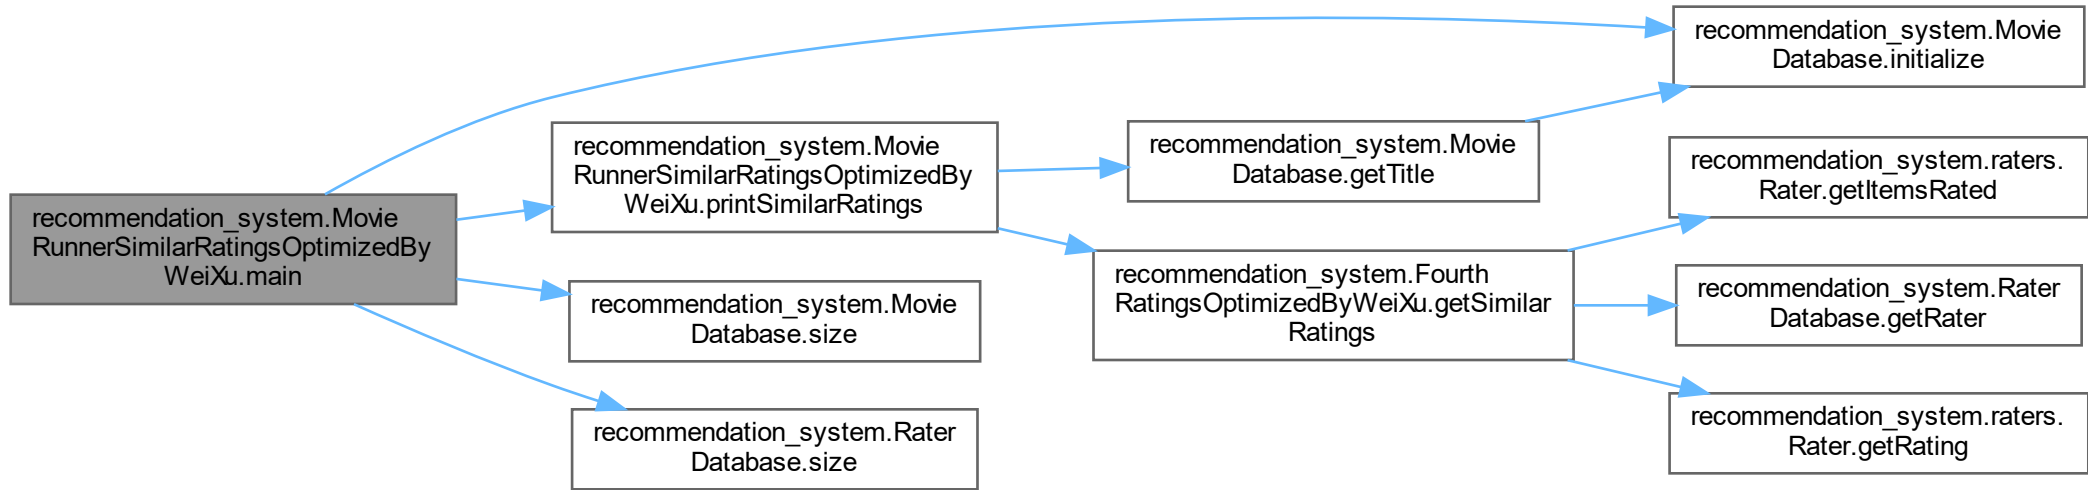 recommendation_system.Movie
RunnerSimilarRatingsOptimizedBy
WeiXu.main
recommendation_system.Movie
RunnerSimilarRatingsOptimizedBy
WeiXu.printSimilarRatings
recommendation_system.Movie
Database.size
recommendation_system.Rater
Database.size
recommendation_system.Movie
Database.getTitle
recommendation_system.Fourth
RatingsOptimizedByWeiXu.getSimilar
Ratings
recommendation_system.Movie
Database.initialize
recommendation_system.raters.
Rater.getItemsRated
recommendation_system.Rater
Database.getRater
recommendation_system.raters.
Rater.getRating